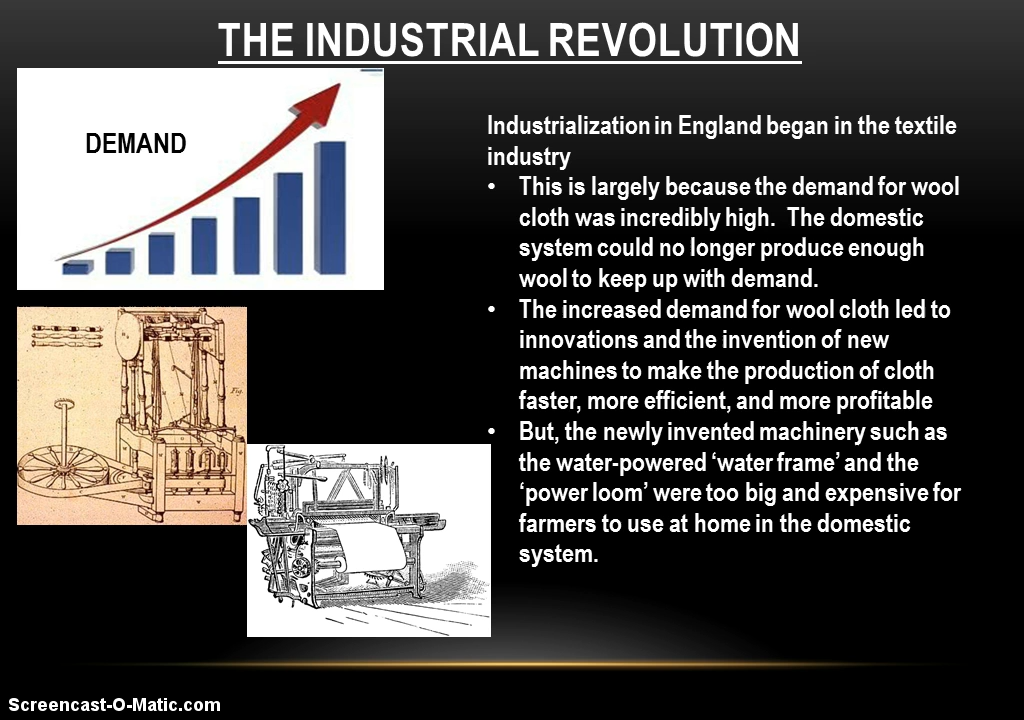 THE INDUSTRIAL REVOLUTION
DEMAND
Industrialization in England began in the textile
industry
• This is largely because the demand for wool
cloth was incredibly high.  The domestic
system could no longer produce enough
wool to keep up with demand.
• The increased demand for wool cloth led to
innovations and the invention of new
machines to make the production of cloth
faster, more efficient, and more profitable
• But, the newly invented machinery such as
the water-powered ‘water frame’ and the
‘power loom’ were too big and expensive for
farmers to use at home in the domestic
system.
Fig.
Screencast-O-Matic.com